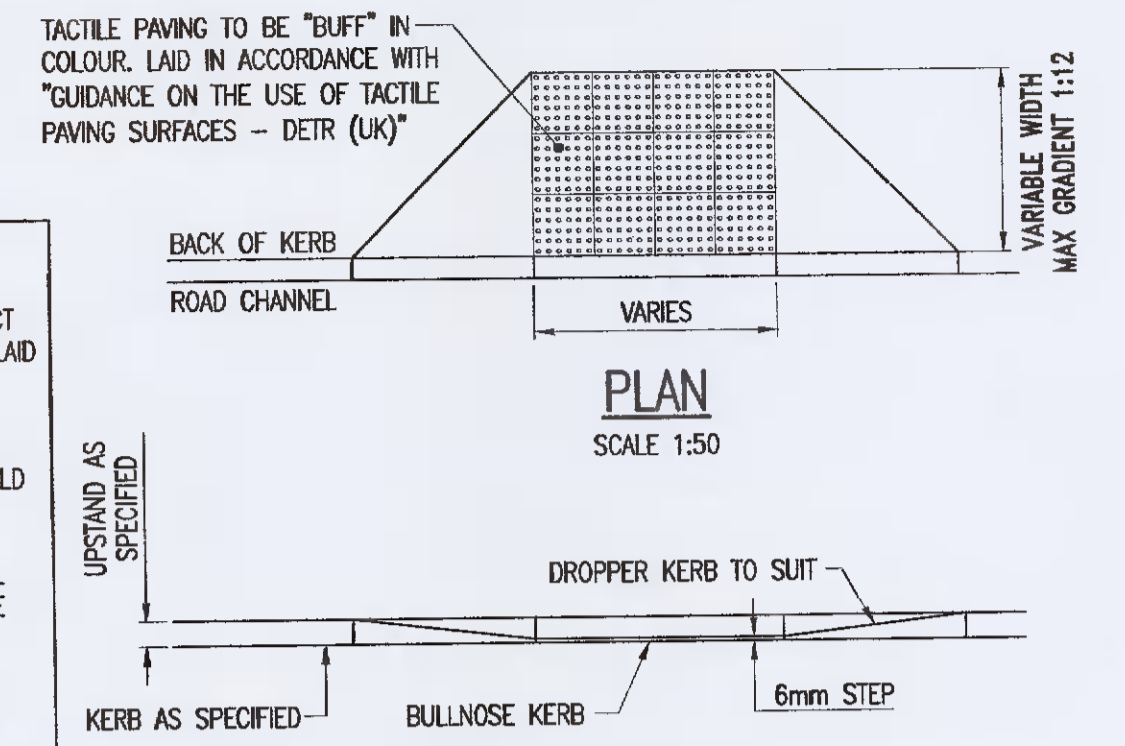 TACTILE PAVING TO BE "BUFF" IN
COLOUR. LAID IN ACCORDANCE WITH
"GUIDANCE ON THE USE OF TACTILE
PAVING SURFACES – DETR (UK)"
VARIABLE WIDTH
MAX GRADIENT 1:12
BACK OF KERB
ROAD CHANNEL
VARIES
PLAN
SCALE 1:50
UPSTAND AS
SPECIFIED
DROPPER KERB TO SUIT
KERB AS SPECIFIED
BULLNOSE KERB
6mm STEP